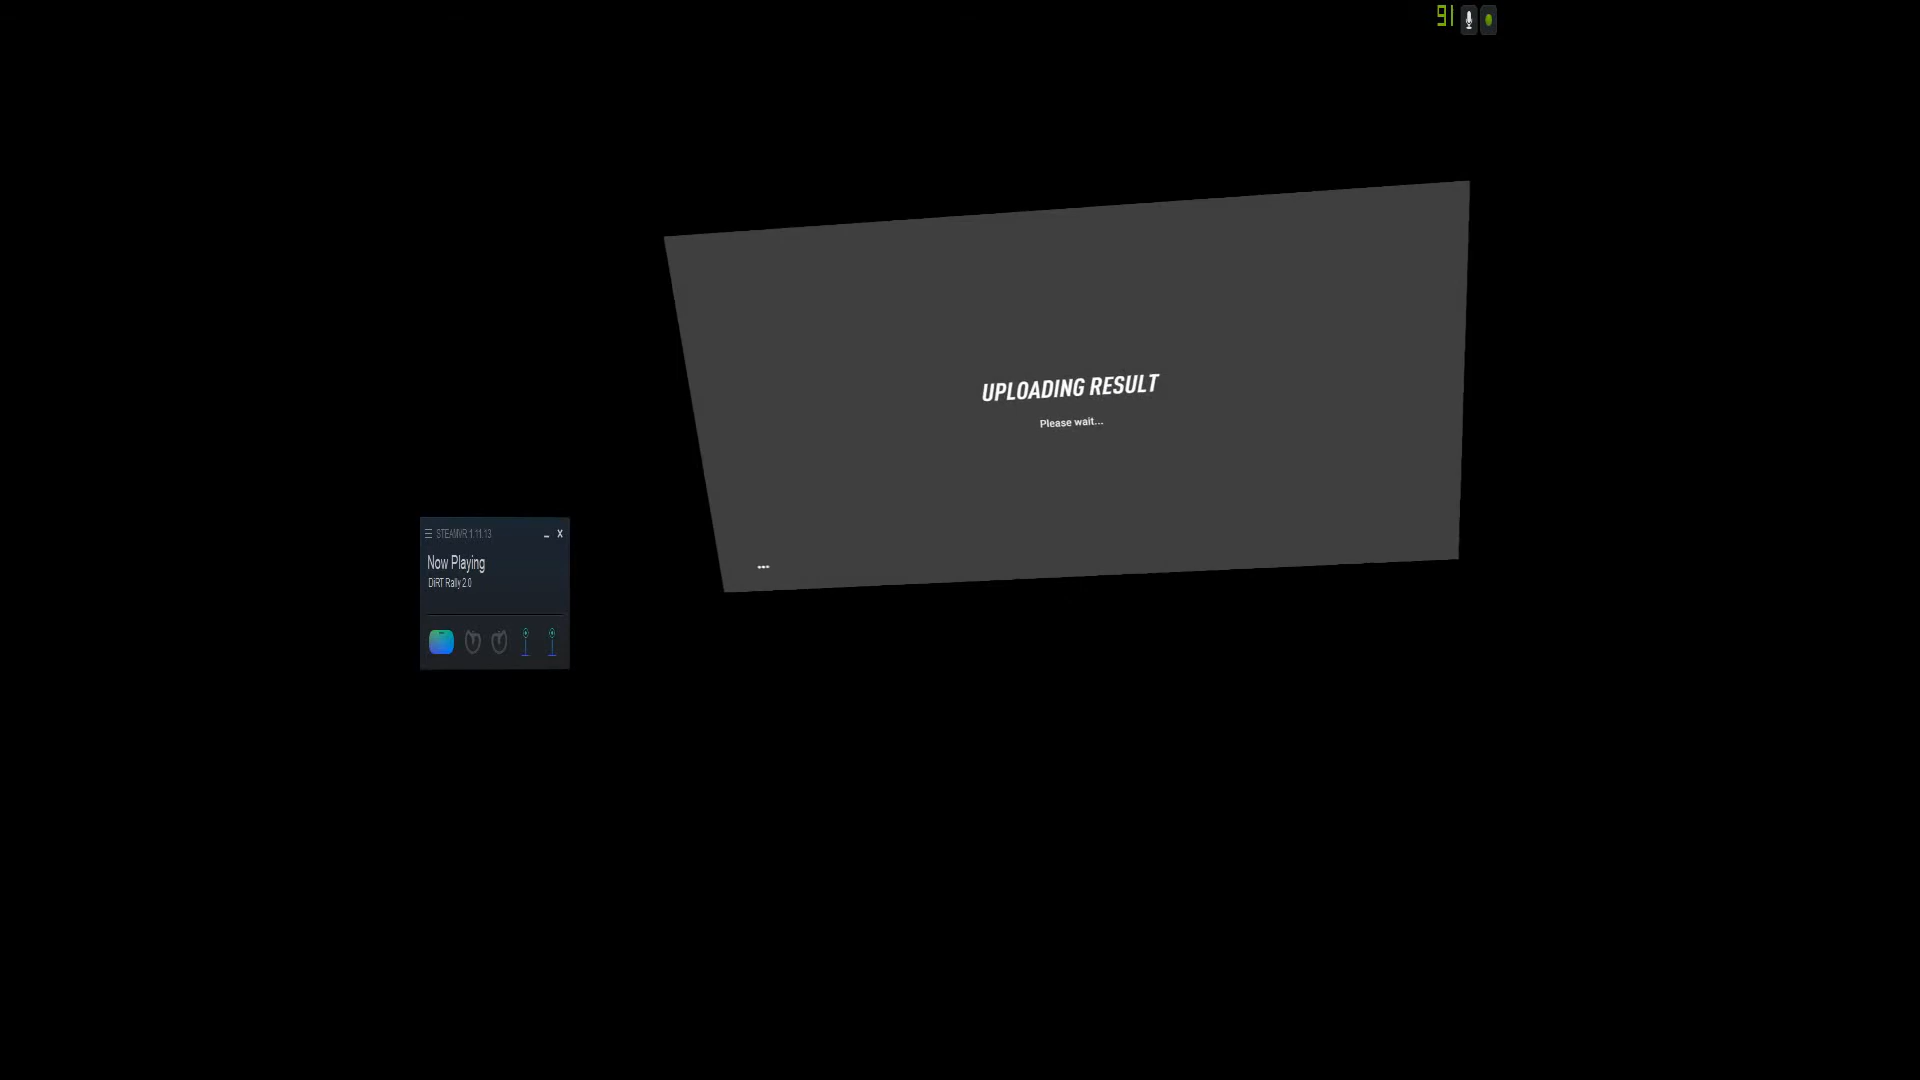 91
UPLOADING RESULT
Please wait...
...
STEAMVR 1.11.13
Now Playing
DiRT Rally 2.0